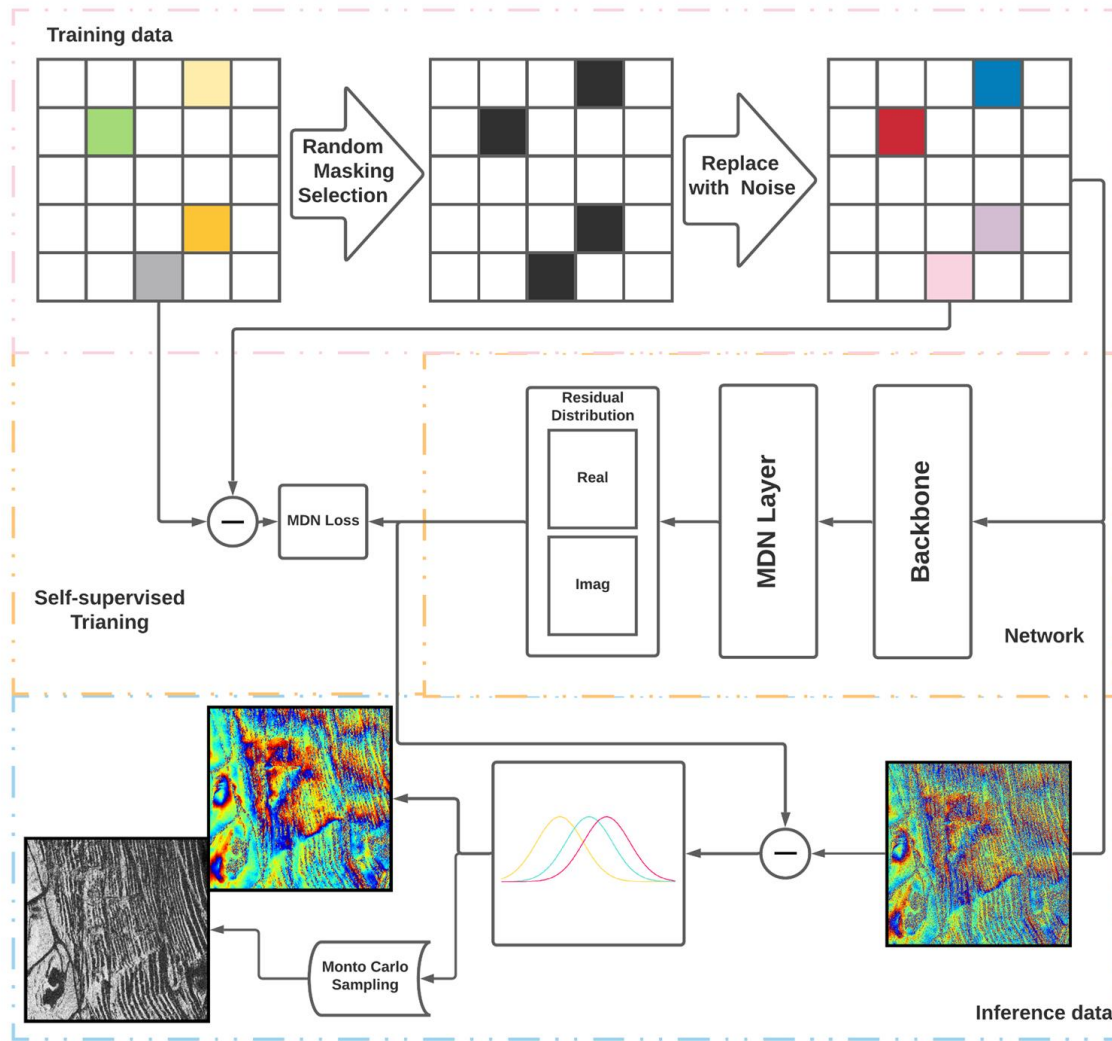 Training data
Random
Masking
Selection
Replace
with Noise
Residual
Distribution
Real
Imag
MDN Layer
Backbone
MDN Loss
Self-supervised
Trianing
Network
Monto Carlo
Sampling
Inference data